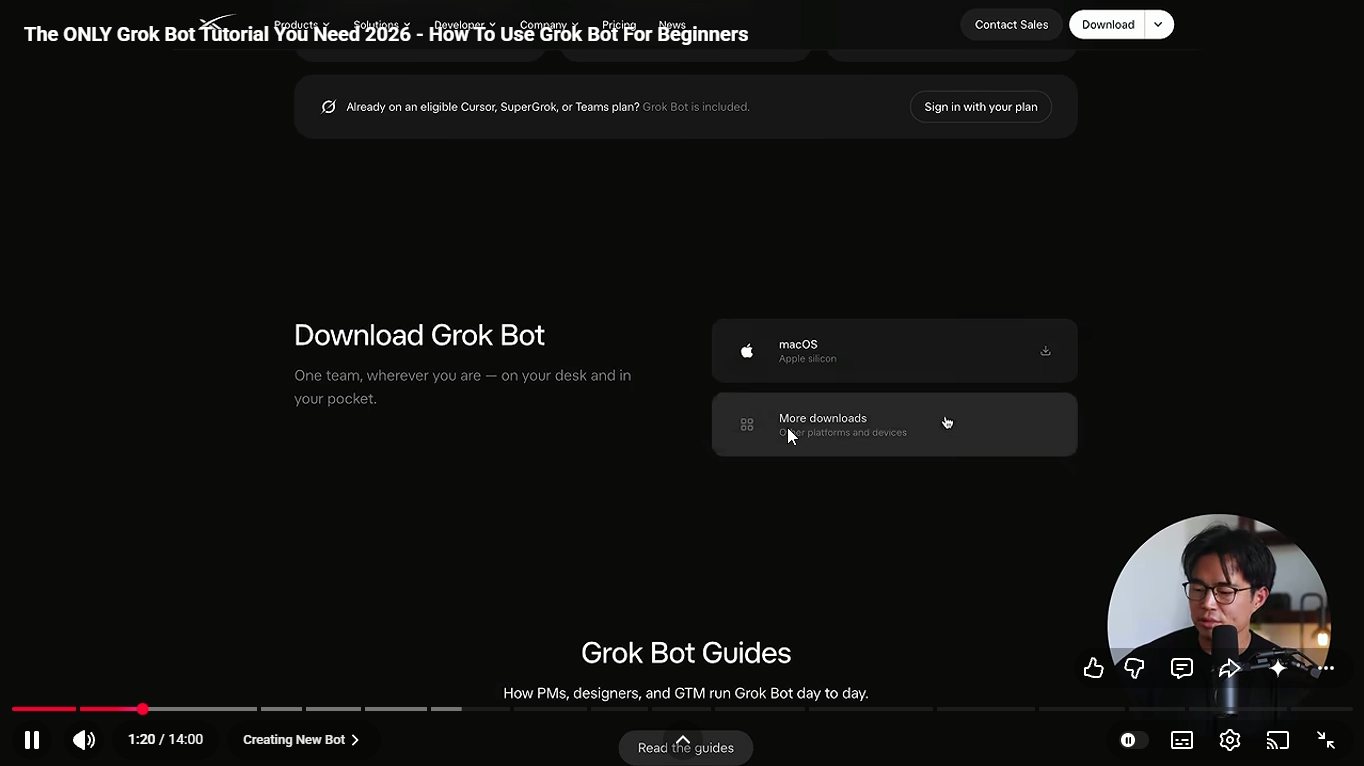 Products Solutions Developer Company Pricing News
The ONLY Grok Bot Tutorial You Need 2026 - How To Use Grok Bot For Beginners
Contact Sales
Download
Already on an eligible Cursor, SuperGrok, or Teams plan? Grok Bot is included.
Sign in with your plan
Download Grok Bot
One team, wherever you are — on your desk and in
your pocket.
macOS
Apple silicon
More downloads
Other platforms and devices
Grok Bot Guides
How PMs, designers, and GTM run Grok Bot day to day.
1:20 / 14:00
Creating New Bot
Read the guides